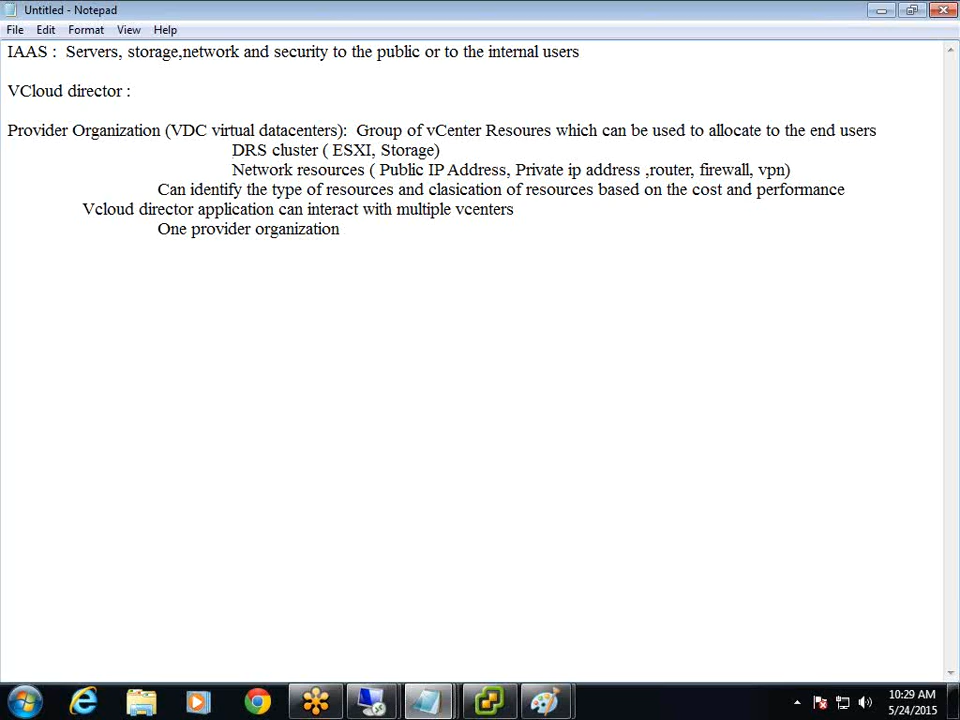 Untitled - Notepad
File Edit Format View Help
IAAS : Servers, storage,network and security to the public or to the internal users
VCloud director :
Provider Organization (VDC virtual datacenters): Group of vCenter Resoures which can be used to allocate to the end users
DRS cluster ( ESXI, Storage)
Network resources ( Public IP Address, Private ip address ,router, firewall, vpn)
Can identify the type of resources and clasication of resources based on the cost and performance
Vcloud director application can interact with multiple vcenters
One provider organization
10:29 AM
5/24/2015